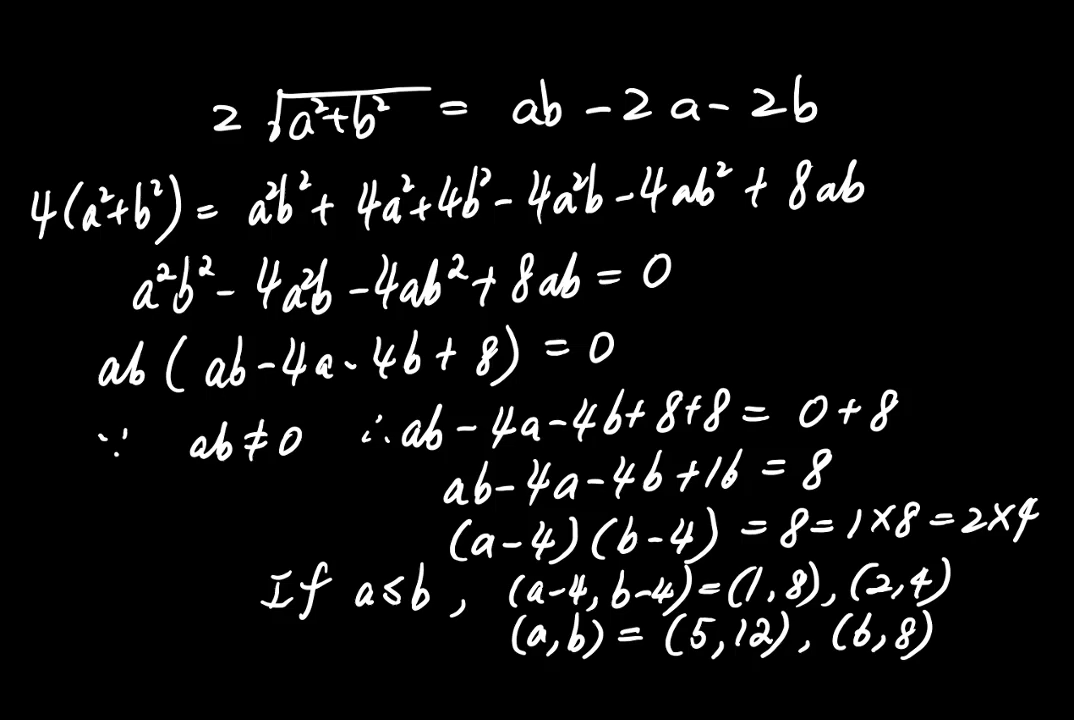 2√(a²+b²) = ab - 2a - 2b
4(a²+b²) = a²b² + 4a²+4b² - 4a²b - 4ab² + 8ab
a²b² - 4a²b - 4ab² + 8ab = 0
ab ( ab - 4a - 4b + 8 ) = 0
∵ ab ≠ 0 ∴ ab - 4a - 4b + 8 + 8 = 0 + 8
ab - 4a - 4b + 16 = 8
(a-4)(b-4) = 8 = 1×8 = 2×4
If a≤b, (a-4, b-4) = (1,8), (2,4)
(a,b) = (5,12), (6,8)